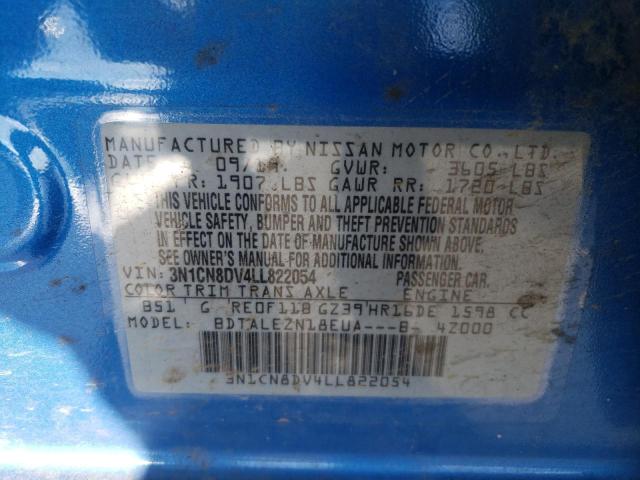 MANUFACTURED BY NISSAN MOTOR CO., LTD.
DATE: 09/19 GVWR: 3605 LBS
GAWR FR: 1907 LBS GAWR RR: 1720 LBS
THIS VEHICLE CONFORMS TO ALL APPLICABLE FEDERAL MOTOR
VEHICLE SAFETY, BUMPER AND THEFT PREVENTION STANDARDS
IN EFFECT ON THE DATE OF MANUFACTURE SHOWN ABOVE.
SEE OWNER'S MANUAL FOR ADDITIONAL INFORMATION.
VIN: 3N1CN8DV4LL822054 PASSENGER CAR.
COLOR TRIM TRANS AXLE ENGINE
B51 G RE0F11B GZ39 HR16DE 1598 CC
MODEL: BDTALEZN18EUA---B- 4Z000
3N1CN8DV4LL822054